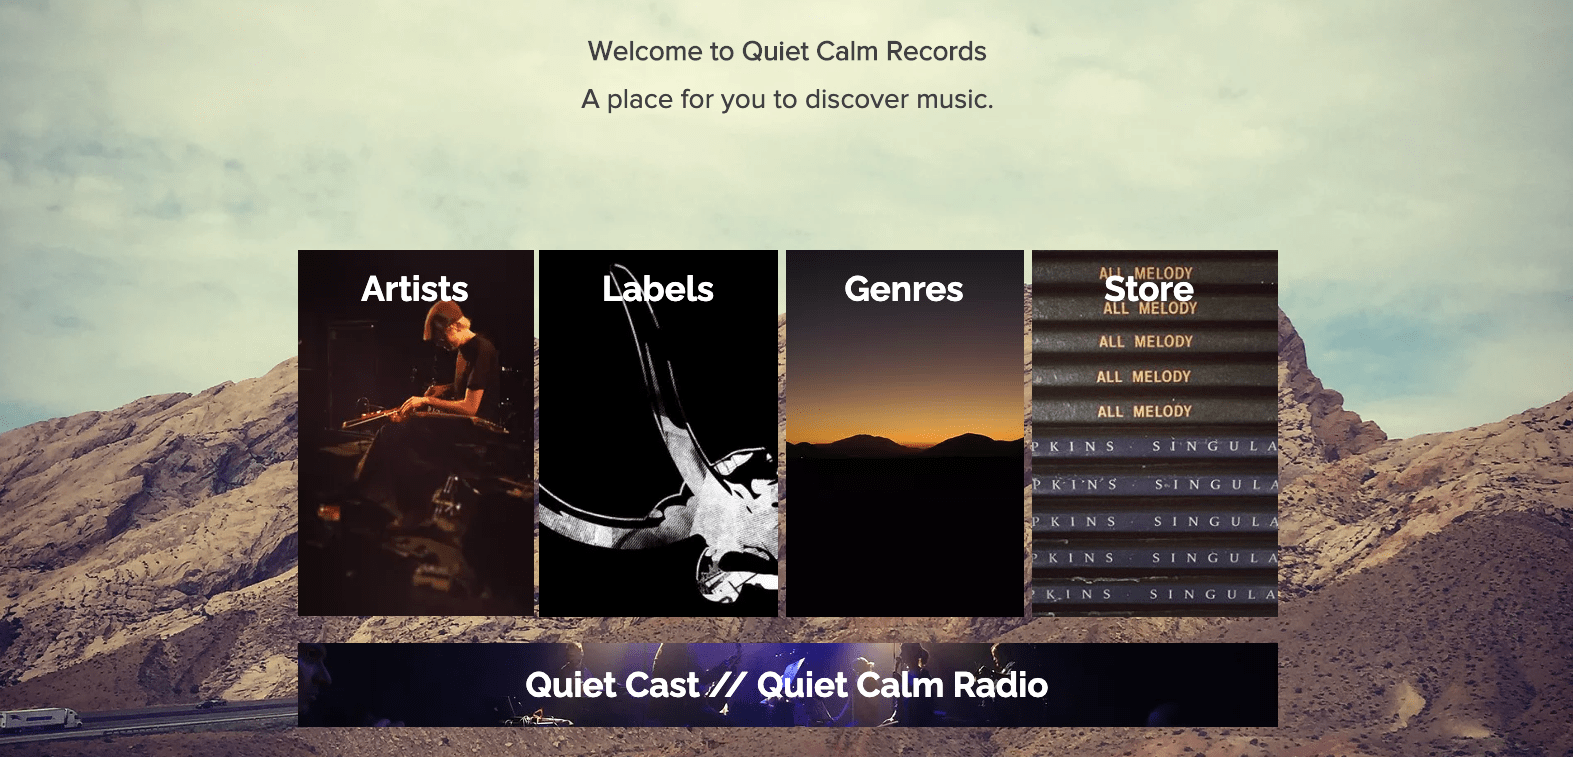 Welcome to Quiet Calm Records
A place for you to discover music.
Artists
Labels
Genres
Store
ALL MELODY
ALL MELODY
ALL MELODY
ALL MELODY
ALL MELODY
PKINS · SINGULA
PKINS · SINGULA
PKINS · SINGULA
PKINS · SINGULA
PKINS · SINGULA
Quiet Cast // Quiet Calm Radio